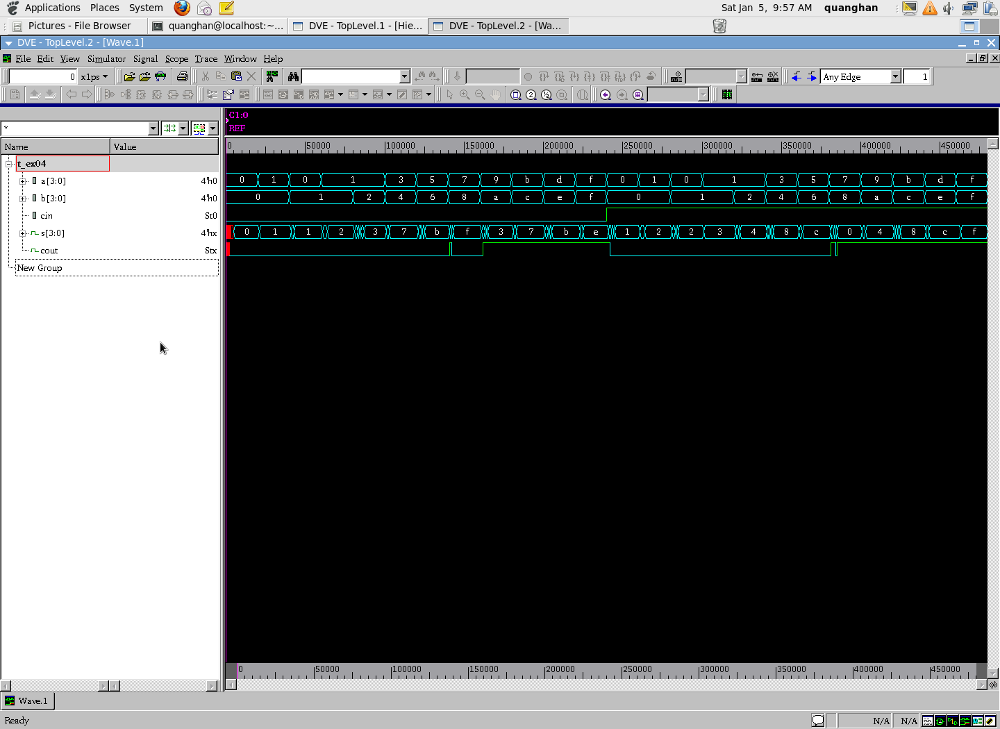 Applications Places System Sat Jan 5, 9:57 AM quanghan
Pictures - File Browser quanghan@localhost:~... DVE - TopLevel.1 - [Hie... DVE - TopLevel.2 - [Wa...
DVE - TopLevel.2 - [Wave.1]
File Edit View Simulator Signal Scope Trace Window Help
0 x1ps Any Edge 1
C1:0
REF
*
Name Value
0 50000 100000 150000 200000 250000 300000 350000 400000 450000
t_ex04
a[3:0] 4'h0 0 1 0 1 3 5 7 9 b d f 0 1 0 1 3 5 7 9 b d f
b[3:0] 4'h0 0 1 2 4 6 8 a c e f 0 1 2 4 6 8 a c e f
cin St0
s[3:0] 4'hx 0 1 1 2 3 7 b f 3 7 b e 1 2 2 3 4 8 c 0 4 8 c f
cout Stx
New Group
0 50000 100000 150000 200000 250000 300000 350000 400000 450000
Wave.1
Ready N/A N/A